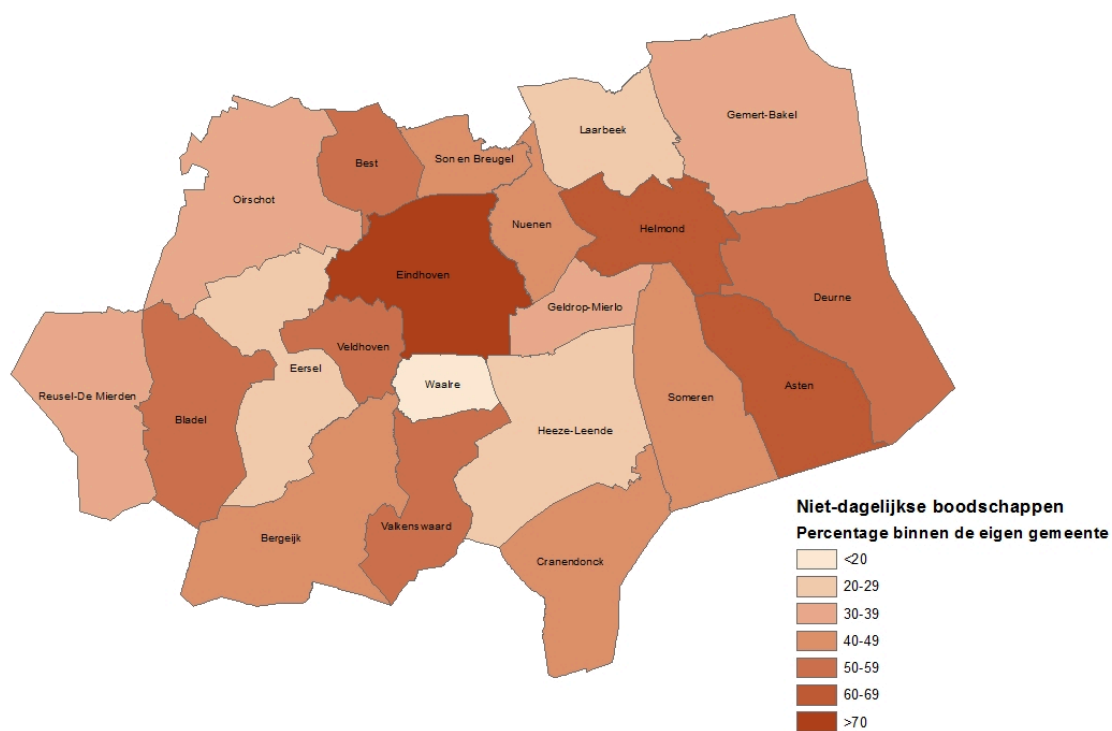 Gemert-Bakel
Laarbeek
Son en Breugel
Best
Oirschot
Nuenen
Helmond
Eindhoven
Deurne
Geldrop-Mierlo
Veldhoven
Eersel
Waalre
Asten
Reusel-De Mierden
Someren
Bladel
Heeze-Leende
Valkenswaard
Bergeijk
Cranendonck
Niet-dagelijkse boodschappen
Percentage binnen de eigen gemeente
<20
20-29
30-39
40-49
50-59
60-69
>70